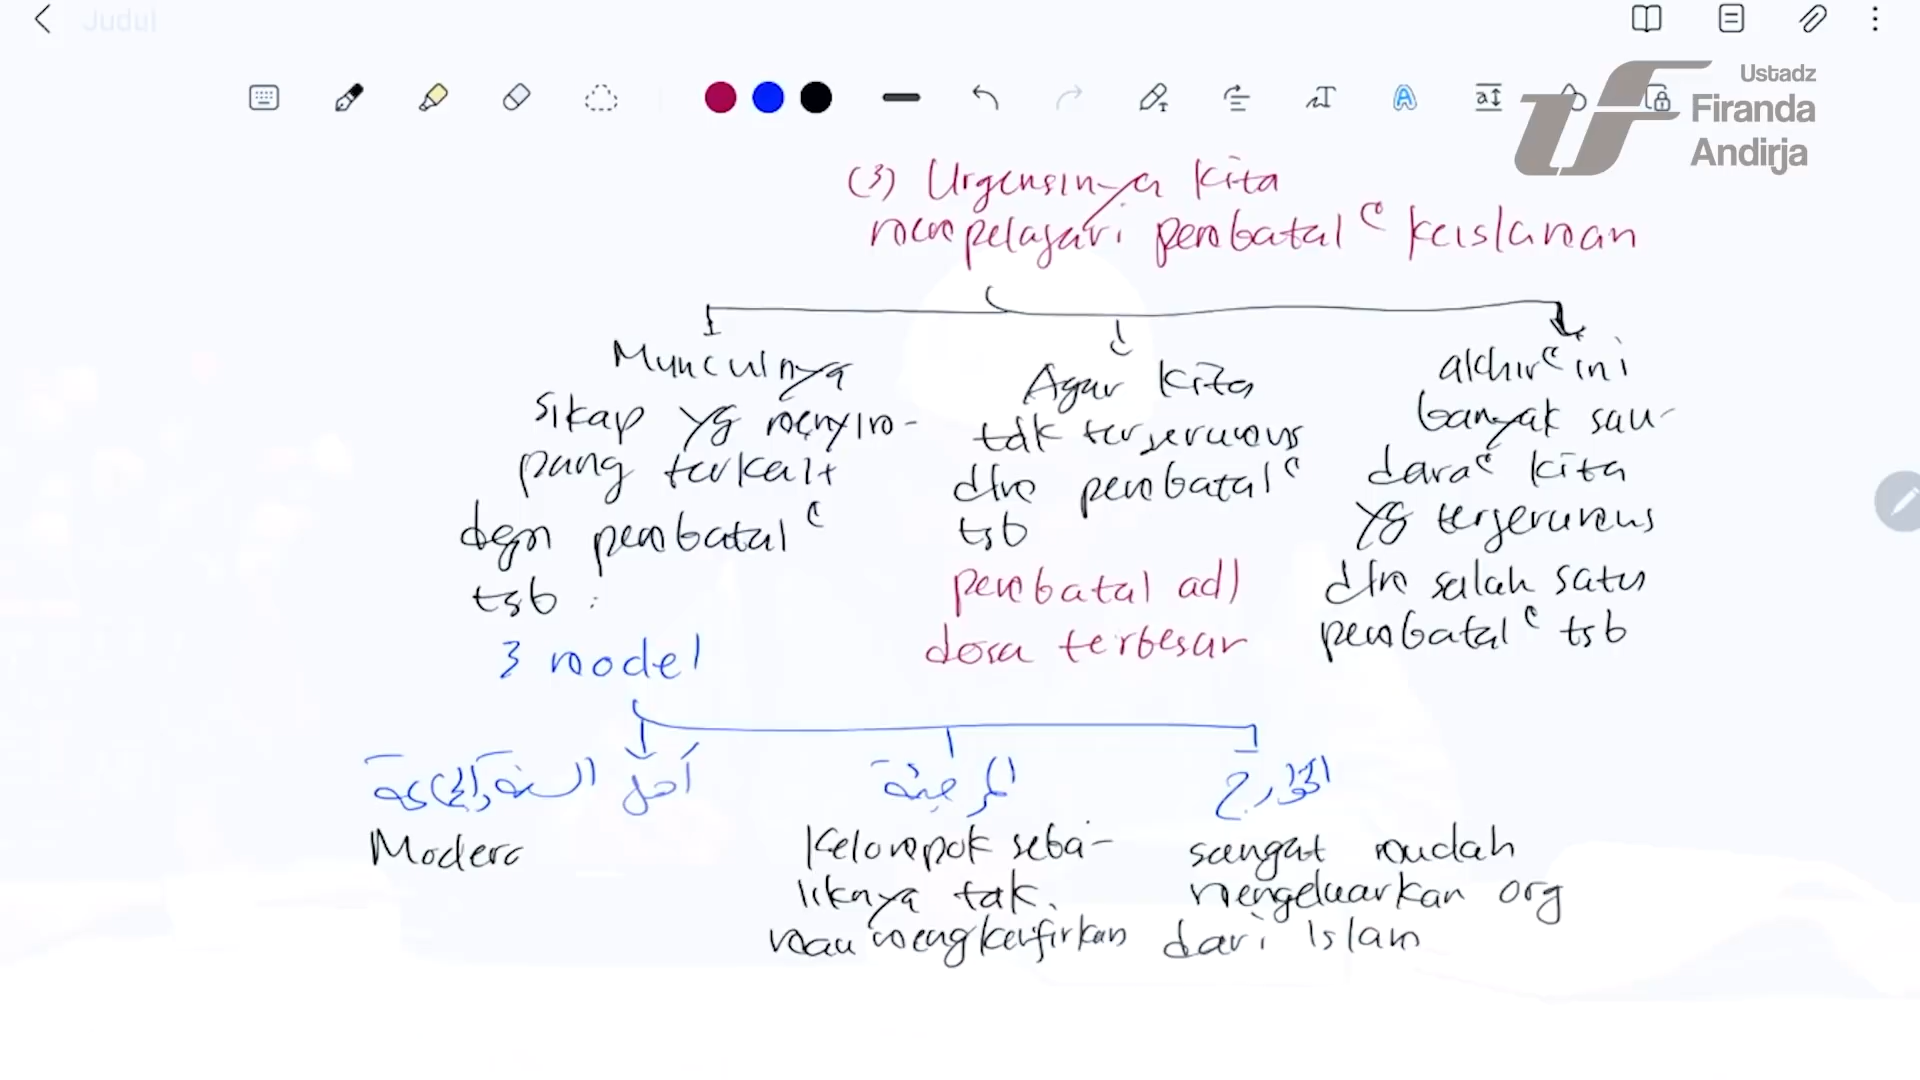 Judul
Ustadz
Firanda
Andirja
(3) Urgensinya kita
mempelajari pembatal² keislaman
Munculnya
sikap yg menyim-
pang terkait
dgn pembatal²
tsb :
3 model
Agar kita
tdk terjerumus
dlm pembatal²
tsb
pembatal adl
dosa terbesar
akhir² ini
banyak sau-
dara² kita
yg terjerumus
dlm salah satu
pembatal² tsb
أهل السنة والجماعة
Modera
المرجئة
Kelompok seba-
liknya tak
mau mengkafirkan
الخوارج
sangat mudah
mengeluarkan org
dari Islam